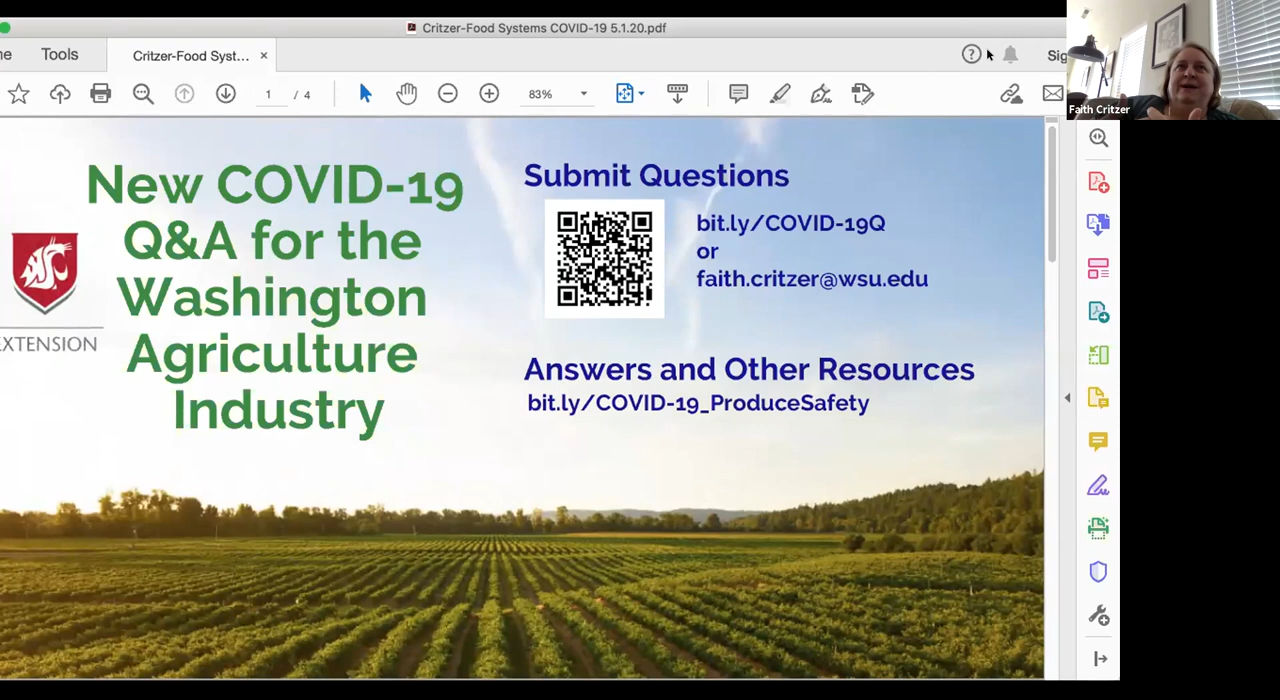 Critzer-Food Systems COVID-19 5.1.20.pdf
Tools
Critzer-Food Syst...
1 / 4
83%
Faith Critzer
New COVID-19
Q&A for the
Washington
Agriculture
Industry
Submit Questions
bit.ly/COVID-19Q
or
faith.critzer@wsu.edu
Answers and Other Resources
bit.ly/COVID-19_ProduceSafety